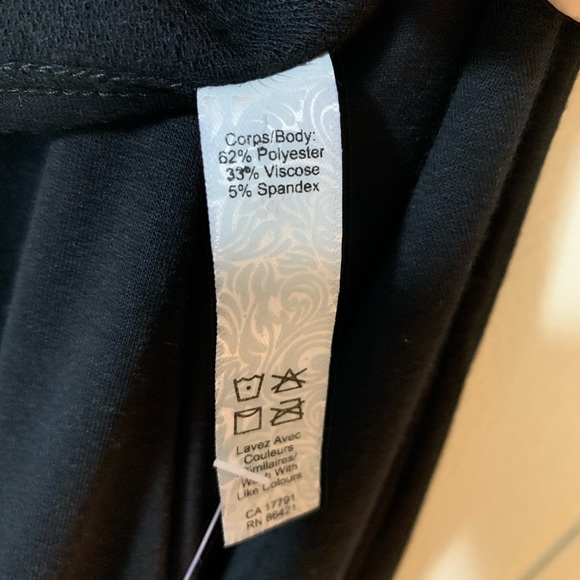 Corps/Body:
62% Polyester
33% Viscose
5% Spandex
Lavez Avec
Couleurs
Similaires/
Wash With
Like Colours
CA 17791
RN 86421